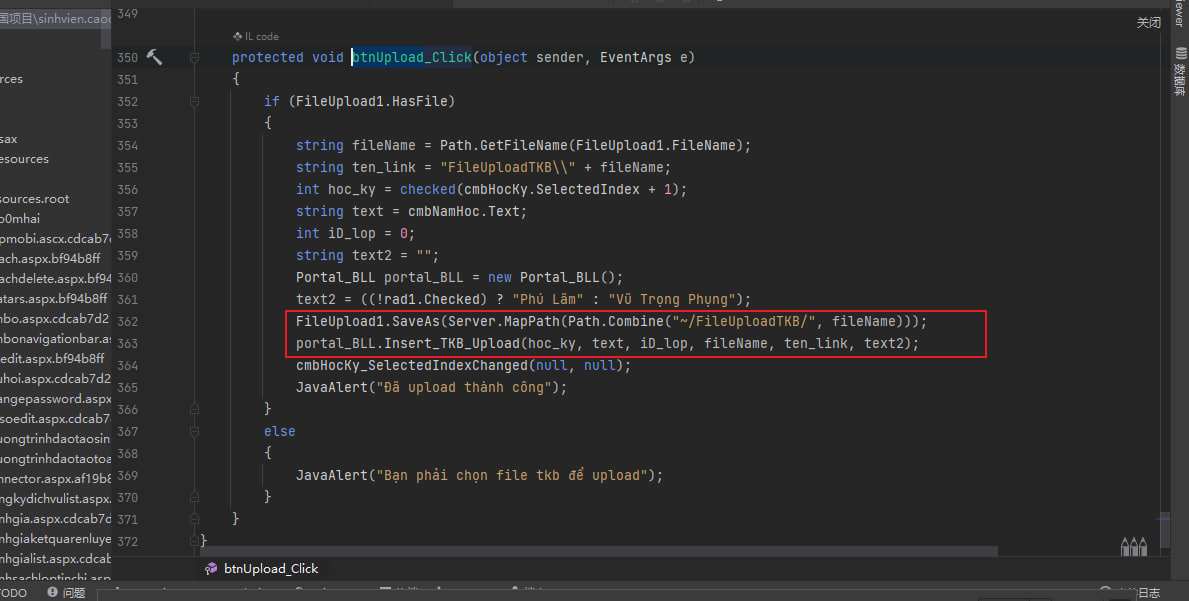 349
国项目\sinhvien.caoc
关闭
iewer
IL code
350 protected void btnUpload_Click(object sender, EventArgs e)
数据库
rces
351 {
352 if (FileUpload1.HasFile)
353 {
sax
354 string fileName = Path.GetFileName(FileUpload1.FileName);
esources
355 string ten_link = "FileUploadTKB\\" + fileName;
356 int hoc_ky = checked(cmbHocKy.SelectedIndex + 1);
sources.root
357 string text = cmbNamHoc.Text;
o0mhai
358 int iD_lop = 0;
pmobi.ascx.cdcab7
359 string text2 = "";
ach.aspx.bf94b8ff
360 Portal_BLL portal_BLL = new Portal_BLL();
achdelete.aspx.bf94
361 text2 = ((!rad1.Checked) ? "Phú Lãm" : "Vũ Trọng Phụng");
atars.aspx.bf94b8ff
362 FileUpload1.SaveAs(Server.MapPath(Path.Combine("~/FileUploadTKB/", fileName)));
nbo.aspx.cdcab7d2
363 portal_BLL.Insert_TKB_Upload(hoc_ky, text, iD_lop, fileName, ten_link, text2);
nbonavigationbar.as
364 cmbHocKy_SelectedIndexChanged(null, null);
edit.aspx.bf94b8ff
365 JavaAlert("Đã upload thành công");
uhoi.aspx.cdcab7d2
366 }
angepassword.aspx
367 else
soedit.aspx.cdcab7
368 {
uongtrinhdaotaosin
369 JavaAlert("Bạn phải chọn file tkb để upload");
uongtrinhdaotaotoa
370 }
nnector.aspx.af19b8
371 }
ngkydichvulist.aspx.
372 }
nhgia.aspx.cdcab7d
nhgiaketquarenluye
nhgialist.aspx.cdcab
nhsachloptinchi.asp
btnUpload_Click
TODO 问题
日志